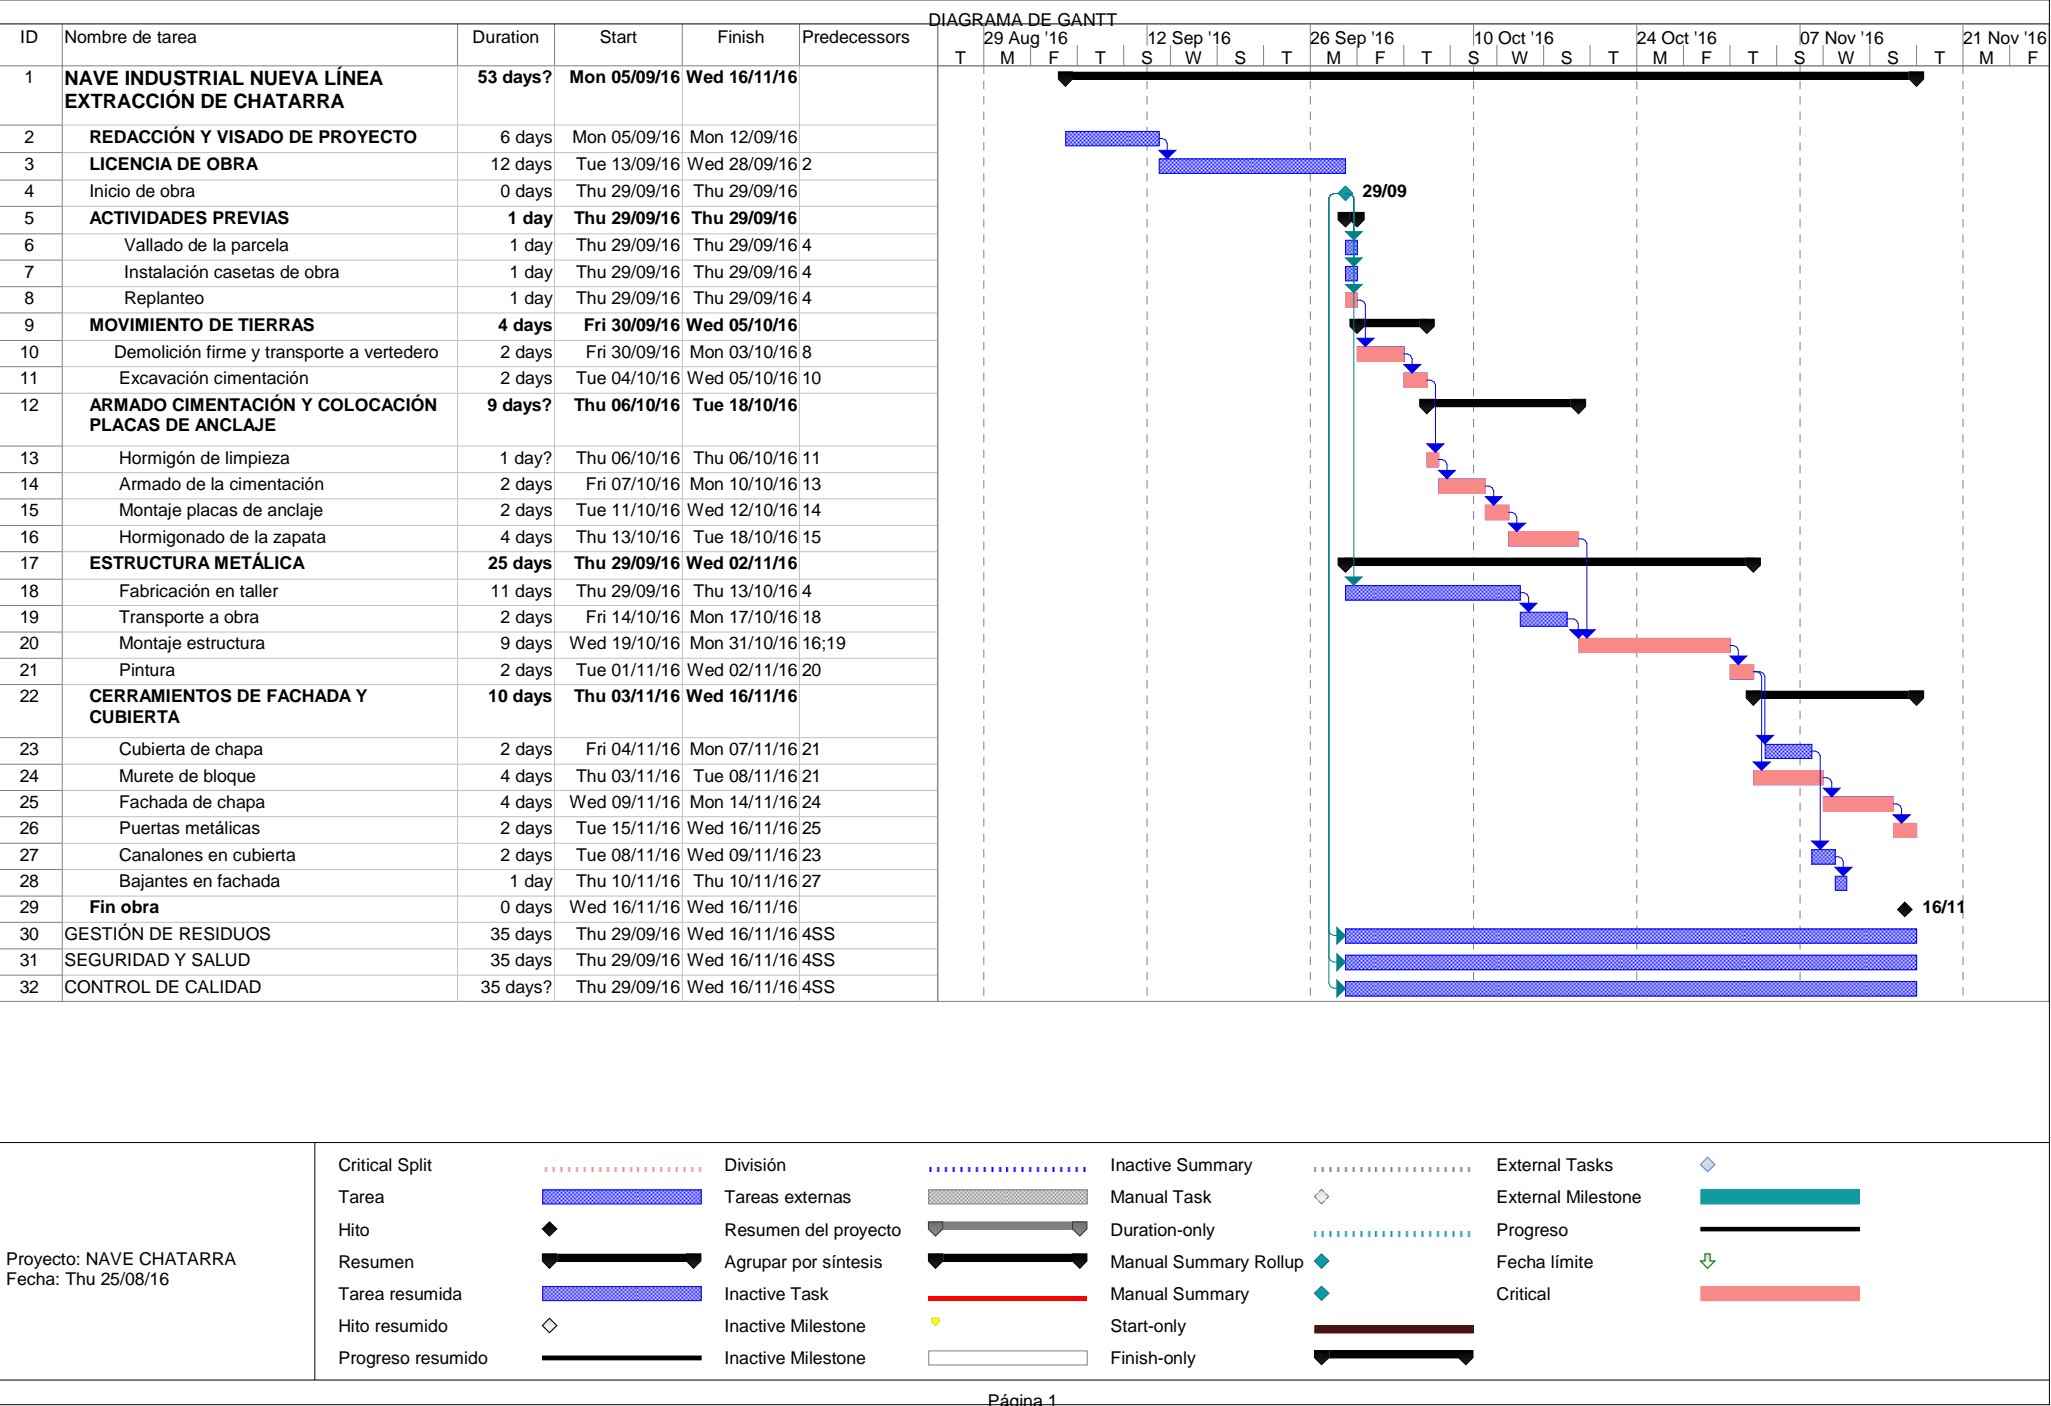 DIAGRAMA DE GANTT
ID Nombre de tarea Duration Start Finish Predecessors
29 Aug '16 12 Sep '16 26 Sep '16 10 Oct '16 24 Oct '16 07 Nov '16 21 Nov '16
T M F T S W S T M F T S W S T M F T S W S T M F
1 NAVE INDUSTRIAL NUEVA LÍNEA 53 days? Mon 05/09/16 Wed 16/11/16
EXTRACCIÓN DE CHATARRA
2 REDACCIÓN Y VISADO DE PROYECTO 6 days Mon 05/09/16 Mon 12/09/16
3 LICENCIA DE OBRA 12 days Tue 13/09/16 Wed 28/09/16 2
4 Inicio de obra 0 days Thu 29/09/16 Thu 29/09/16 29/09
5 ACTIVIDADES PREVIAS 1 day Thu 29/09/16 Thu 29/09/16
6 Vallado de la parcela 1 day Thu 29/09/16 Thu 29/09/16 4
7 Instalación casetas de obra 1 day Thu 29/09/16 Thu 29/09/16 4
8 Replanteo 1 day Thu 29/09/16 Thu 29/09/16 4
9 MOVIMIENTO DE TIERRAS 4 days Fri 30/09/16 Wed 05/10/16
10 Demolición firme y transporte a vertedero 2 days Fri 30/09/16 Mon 03/10/16 8
11 Excavación cimentación 2 days Tue 04/10/16 Wed 05/10/16 10
12 ARMADO CIMENTACIÓN Y COLOCACIÓN 9 days? Thu 06/10/16 Tue 18/10/16
PLACAS DE ANCLAJE
13 Hormigón de limpieza 1 day? Thu 06/10/16 Thu 06/10/16 11
14 Armado de la cimentación 2 days Fri 07/10/16 Mon 10/10/16 13
15 Montaje placas de anclaje 2 days Tue 11/10/16 Wed 12/10/16 14
16 Hormigonado de la zapata 4 days Thu 13/10/16 Tue 18/10/16 15
17 ESTRUCTURA METÁLICA 25 days Thu 29/09/16 Wed 02/11/16
18 Fabricación en taller 11 days Thu 29/09/16 Thu 13/10/16 4
19 Transporte a obra 2 days Fri 14/10/16 Mon 17/10/16 18
20 Montaje estructura 9 days Wed 19/10/16 Mon 31/10/16 16;19
21 Pintura 2 days Tue 01/11/16 Wed 02/11/16 20
22 CERRAMIENTOS DE FACHADA Y 10 days Thu 03/11/16 Wed 16/11/16
CUBIERTA
23 Cubierta de chapa 2 days Fri 04/11/16 Mon 07/11/16 21
24 Murete de bloque 4 days Thu 03/11/16 Tue 08/11/16 21
25 Fachada de chapa 4 days Wed 09/11/16 Mon 14/11/16 24
26 Puertas metálicas 2 days Tue 15/11/16 Wed 16/11/16 25
27 Canalones en cubierta 2 days Tue 08/11/16 Wed 09/11/16 23
28 Bajantes en fachada 1 day Thu 10/11/16 Thu 10/11/16 27
29 Fin obra 0 days Wed 16/11/16 Wed 16/11/16 16/11
30 GESTIÓN DE RESIDUOS 35 days Thu 29/09/16 Wed 16/11/16 4SS
31 SEGURIDAD Y SALUD 35 days Thu 29/09/16 Wed 16/11/16 4SS
32 CONTROL DE CALIDAD 35 days? Thu 29/09/16 Wed 16/11/16 4SS
Proyecto: NAVE CHATARRA
Fecha: Thu 25/08/16
Critical Split División Inactive Summary External Tasks
Tarea Tareas externas Manual Task External Milestone
Hito Resumen del proyecto Duration-only Progreso
Resumen Agrupar por síntesis Manual Summary Rollup Fecha límite
Tarea resumida Inactive Task Manual Summary Critical
Hito resumido Inactive Milestone Start-only
Progreso resumido Inactive Milestone Finish-only
Página 1